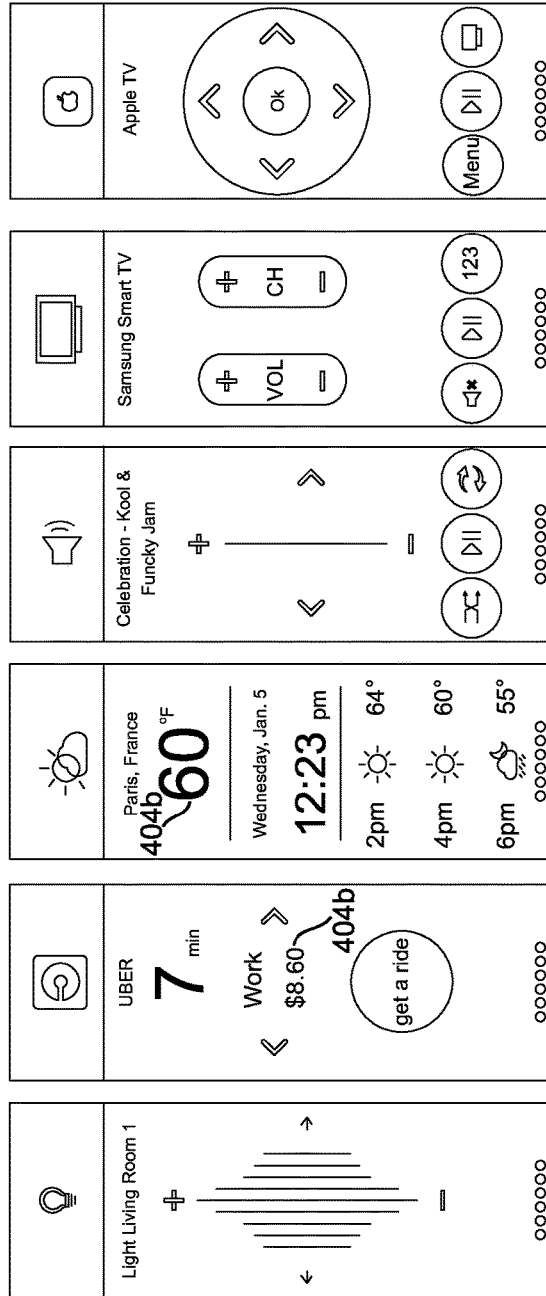 Light Living Room 1
+
−
UBER
7 min
Work
$8.60
404b
get a ride
Paris, France
404b
60 °F
Wednesday, Jan. 5
12:23 pm
2pm 64°
4pm 60°
6pm 55°
Celebration - Kool &
Funcky Jam
+
−
Samsung Smart TV
+ +
VOL CH
− −
123
Apple TV
Ok
Menu